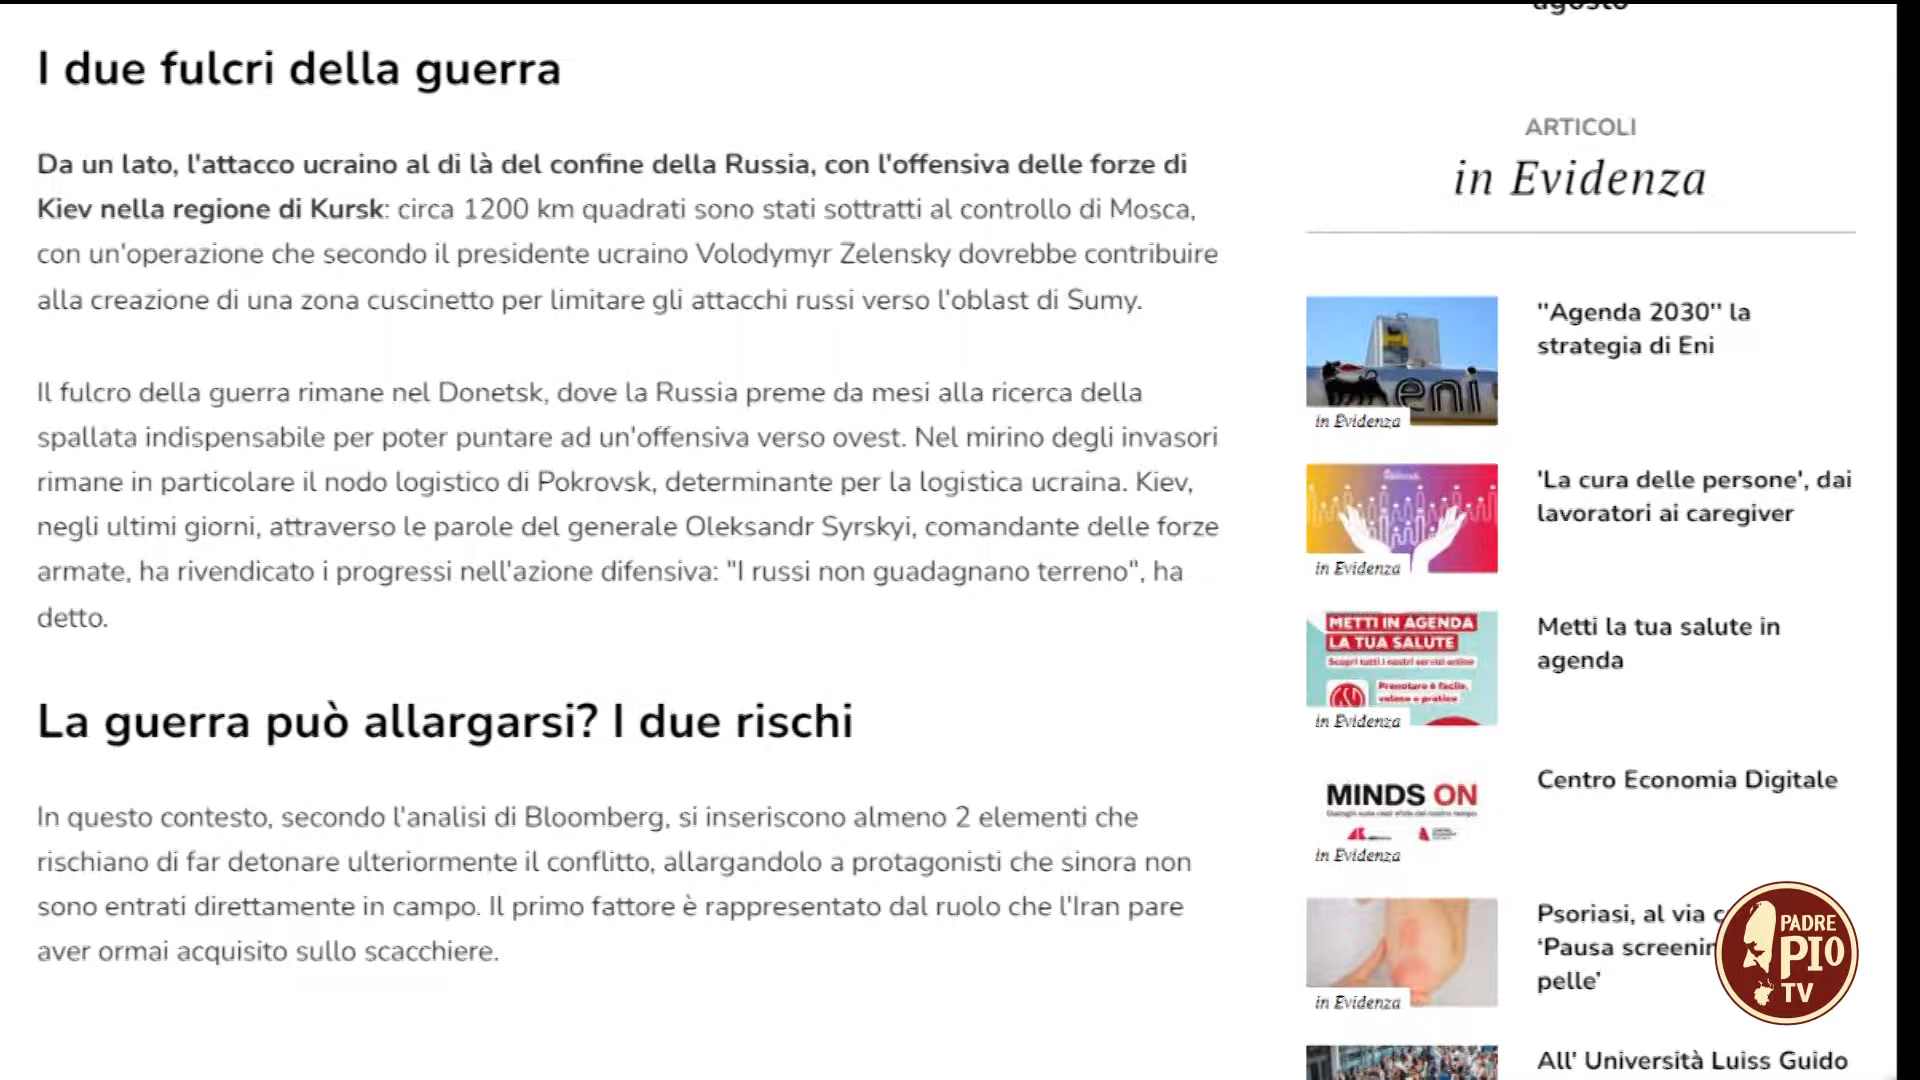 agosto
I due fulcri della guerra
Da un lato, l'attacco ucraino al di là del confine della Russia, con l'offensiva delle forze di
Kiev nella regione di Kursk: circa 1200 km quadrati sono stati sottratti al controllo di Mosca,
con un'operazione che secondo il presidente ucraino Volodymyr Zelensky dovrebbe contribuire
alla creazione di una zona cuscinetto per limitare gli attacchi russi verso l'oblast di Sumy.
Il fulcro della guerra rimane nel Donetsk, dove la Russia preme da mesi alla ricerca della
spallata indispensabile per poter puntare ad un'offensiva verso ovest. Nel mirino degli invasori
rimane in particolare il nodo logistico di Pokrovsk, determinante per la logistica ucraina. Kiev,
negli ultimi giorni, attraverso le parole del generale Oleksandr Syrskyi, comandante delle forze
armate, ha rivendicato i progressi nell'azione difensiva: "I russi non guadagnano terreno", ha
detto.
La guerra può allargarsi? I due rischi
In questo contesto, secondo l'analisi di Bloomberg, si inseriscono almeno 2 elementi che
rischiano di far detonare ulteriormente il conflitto, allargandolo a protagonisti che sinora non
sono entrati direttamente in campo. Il primo fattore è rappresentato dal ruolo che l'Iran pare
aver ormai acquisito sullo scacchiere.
ARTICOLI
in Evidenza
eni
in Evidenza
"Agenda 2030" la
strategia di Eni
in Evidenza
'La cura delle persone', dai
lavoratori ai caregiver
METTI IN AGENDA
LA TUA SALUTE
Scopri tutti i nostri servizi online
Prenotare è facile,
veloce e pratico
in Evidenza
Metti la tua salute in
agenda
MINDS ON
in Evidenza
Centro Economia Digitale
in Evidenza
Psoriasi, al via
'Pausa
pelle'
All' Università Luiss Guido
PADRE
PIO
TV